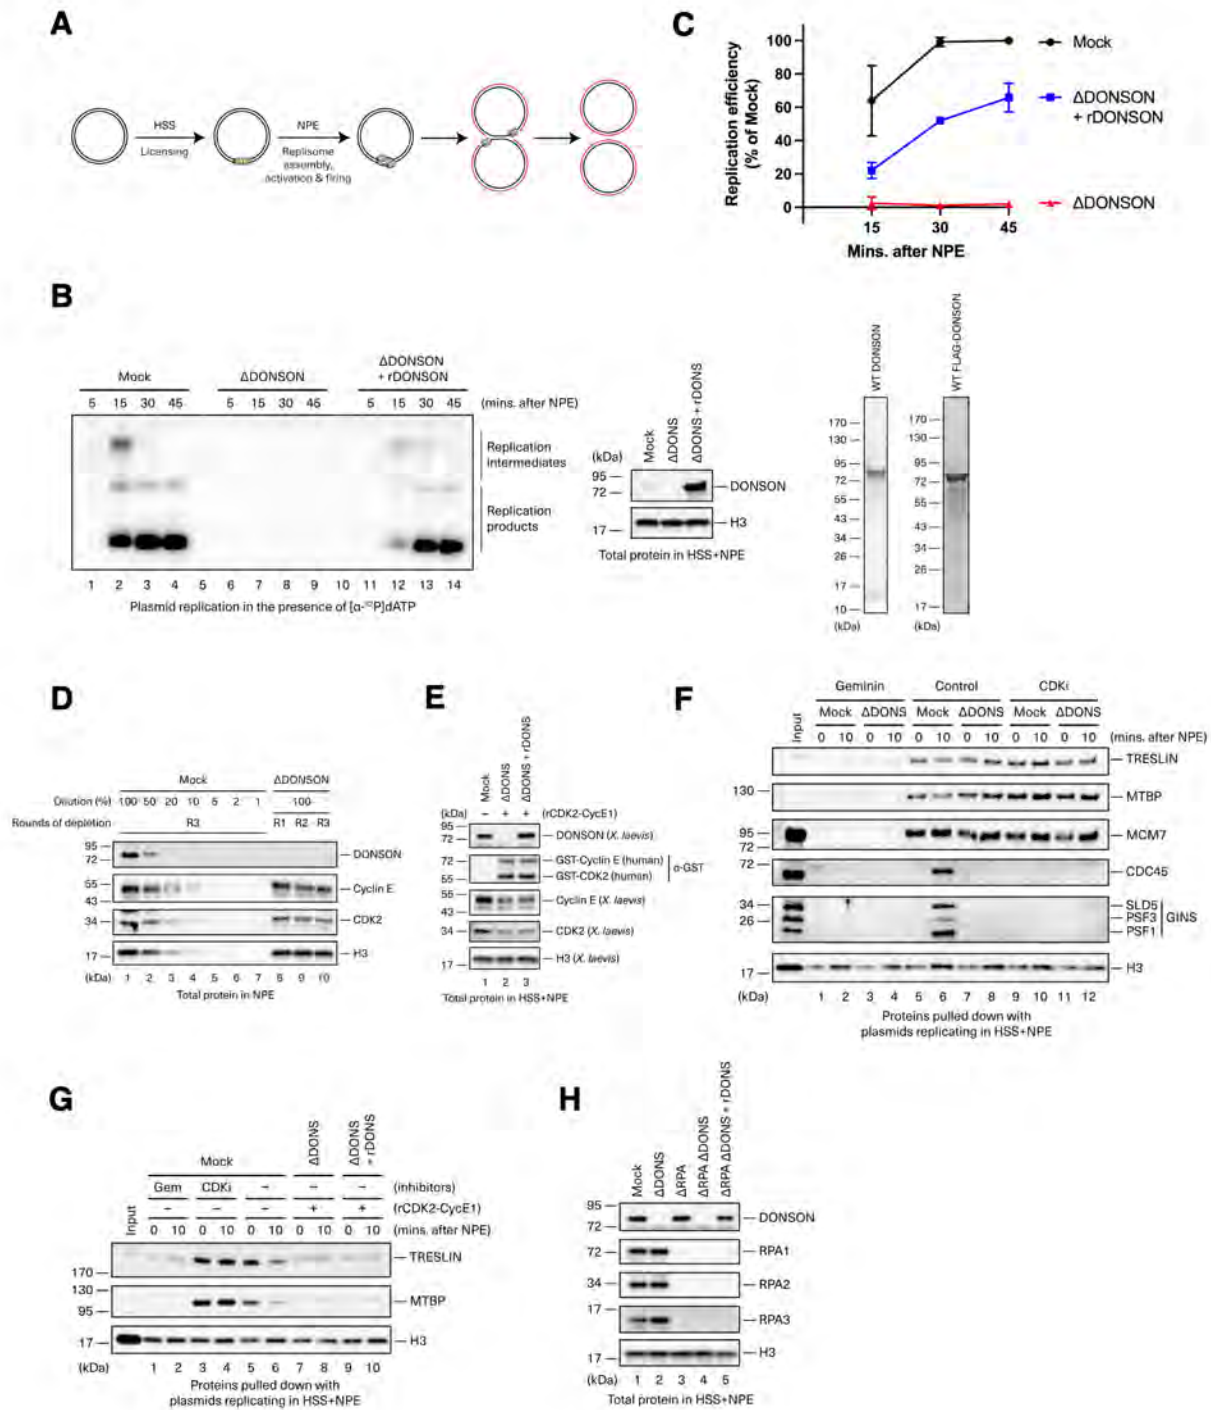 A
HSS
Licensing
NPE
Replisome
assembly,
activation & firing
C
Replication efficiency
(% of Mock)
100
80
60
40
20
0
15 30 45
Mins. after NPE
Mock
ΔDONSON
+ rDONSON
ΔDONSON
B
Mock
ΔDONSON
ΔDONSON
+ rDONSON
5 15 30 45 5 15 30 45 5 15 30 45 (mins. after NPE)
Replication
intermediates
Replication
products
1 2 3 4 5 6 7 8 9 10 11 12 13 14
Plasmid replication in the presence of [α-³²P]dATP
Mock
ΔDONS
ΔDONS + rDONS
(kDa)
95
72
DONSON
17
H3
Total protein in HSS+NPE
WT DONSON
170
130
95
72
55
43
34
26
17
10
(kDa)
WT FLAG-DONSON
170
130
95
72
55
43
34
26
17
(kDa)
D
Mock ΔDONSON
Dilution (%) 100 50 20 10 5 2 1 100
Rounds of depletion R3 R1 R2 R3
95
72
DONSON
55
43
Cyclin E
34
CDK2
17
H3
(kDa) 1 2 3 4 5 6 7 8 9 10
Total protein in NPE
E
Mock
ΔDONS
ΔDONS + rDONS
(kDa) – + + (rCDK2-CycE1)
95
72
DONSON (X. laevis)
72
55
GST-Cyclin E (human)
GST-CDK2 (human)
α-GST
55
43
Cyclin E (X. laevis)
34
CDK2 (X. laevis)
17
H3 (X. laevis)
1 2 3
Total protein in HSS+NPE
F
Geminin Control CDKi
Input
Mock ΔDONS Mock ΔDONS Mock ΔDONS
0 10 0 10 0 10 0 10 0 10 0 10 (mins. after NPE)
TRESLIN
130
MTBP
95
72
MCM7
72
CDC45
34
26
SLD5
PSF3
PSF1
GINS
17
H3
(kDa) 1 2 3 4 5 6 7 8 9 10 11 12
Proteins pulled down with
plasmids replicating in HSS+NPE
G
Mock
ΔDONS
ΔDONS
+ rDONS
Gem CDKi – – – (inhibitors)
Input
– – – + + (rCDK2-CycE1)
0 10 0 10 0 10 0 10 0 10 (mins. after NPE)
170
TRESLIN
130
95
MTBP
17
H3
(kDa) 1 2 3 4 5 6 7 8 9 10
Proteins pulled down with
plasmids replicating in HSS+NPE
H
Mock
ΔDONS
ΔRPA
ΔRPA ΔDONS
ΔRPA ΔDONS + rDONS
95
72
DONSON
72
RPA1
34
RPA2
17
RPA3
17
H3
(kDa) 1 2 3 4 5
Total protein in HSS+NPE